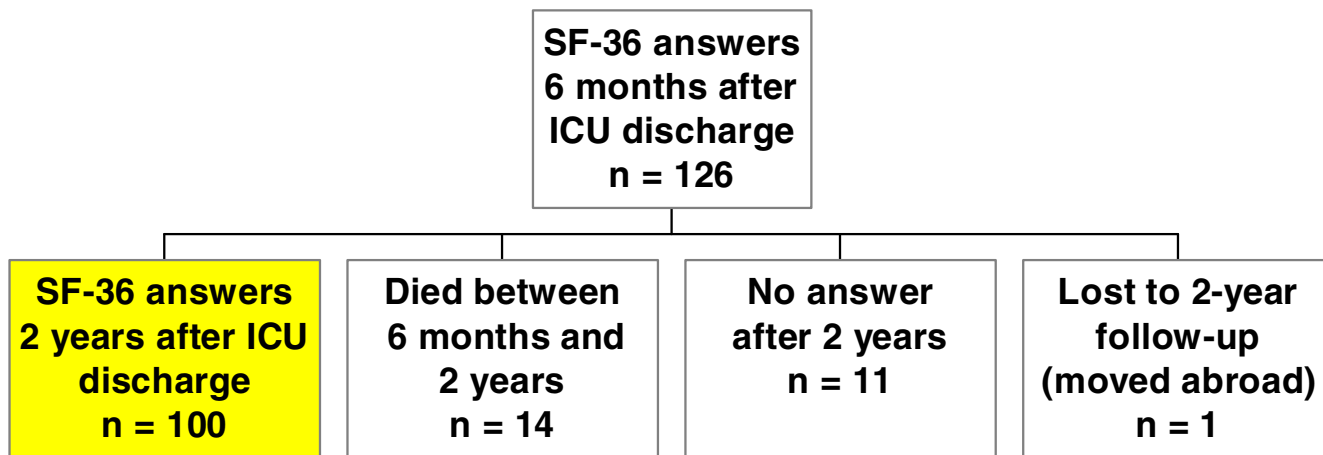 SF-36 answers
6 months after
ICU discharge
n = 126
SF-36 answers
2 years after ICU
discharge
n = 100
Died between
6 months and
2 years
n = 14
No answer
after 2 years
n = 11
Lost to 2-year
follow-up
(moved abroad)
n = 1